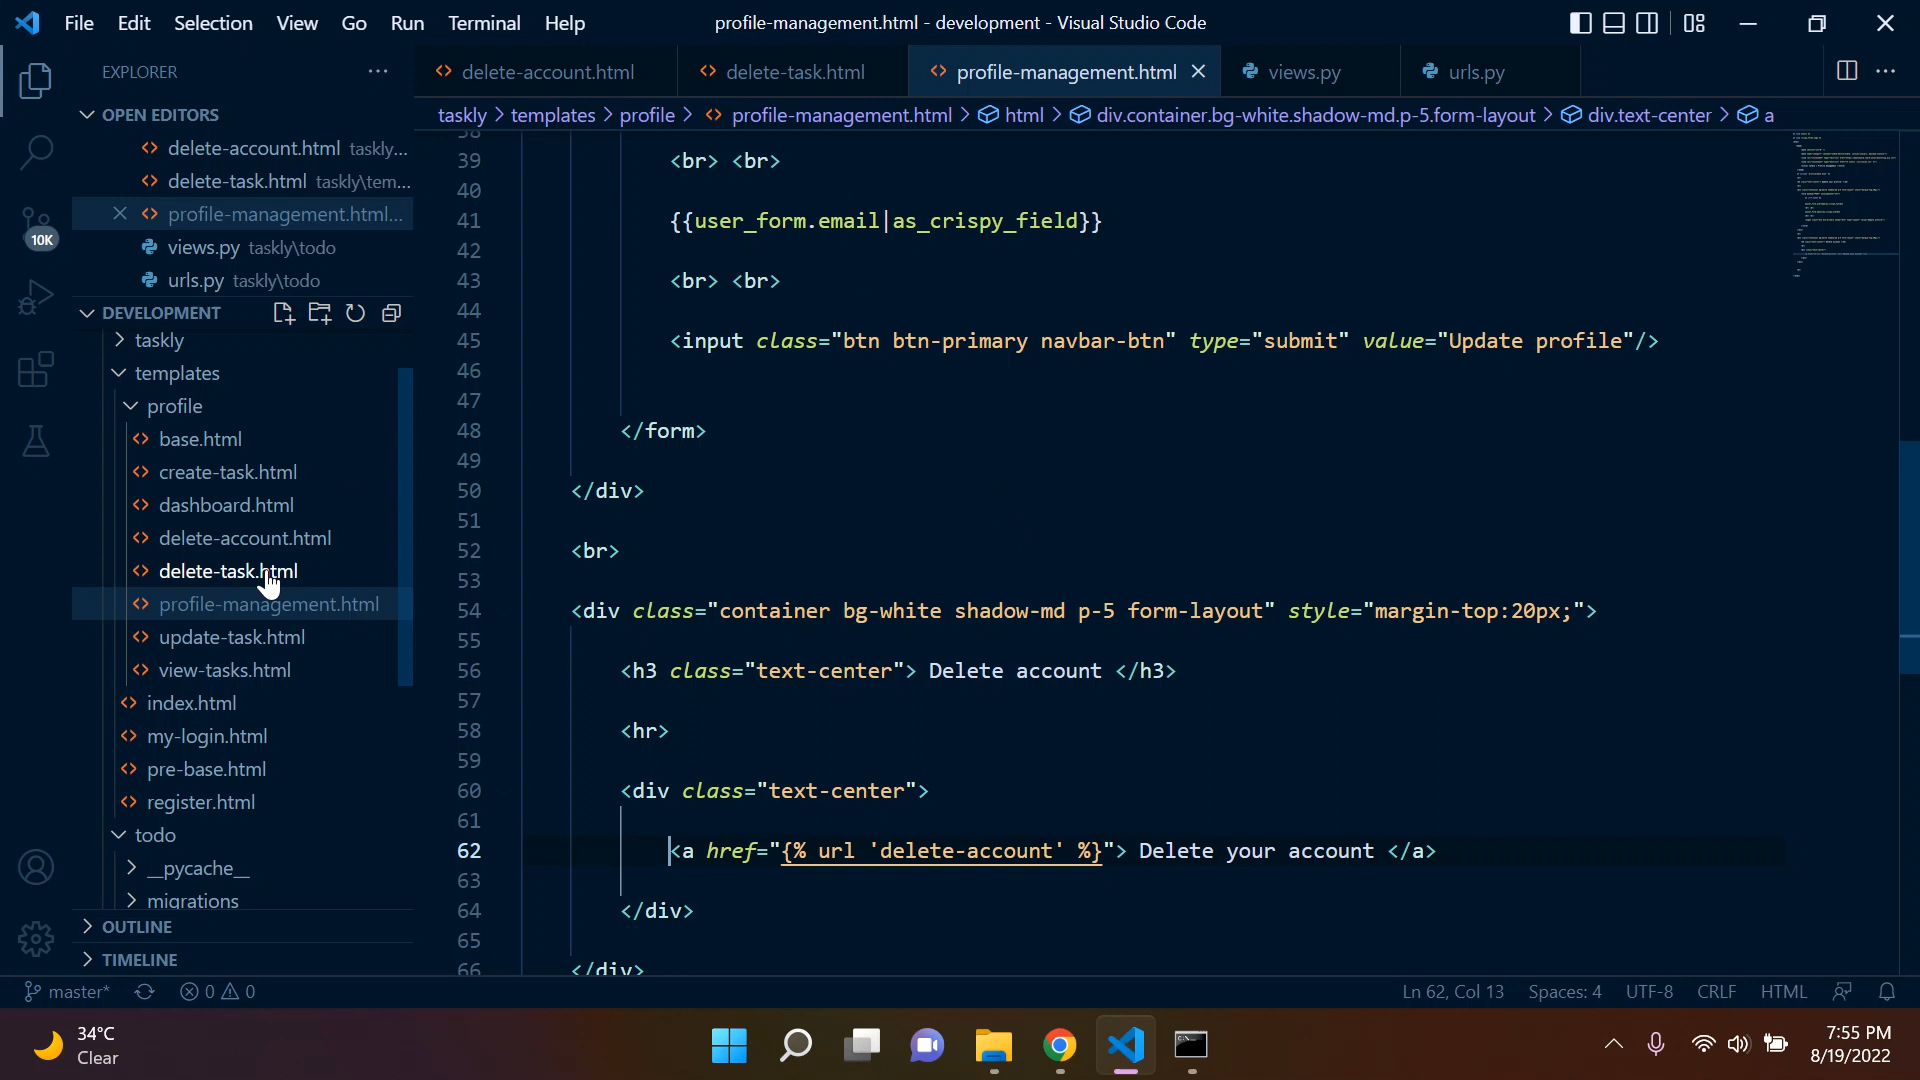 File Edit Selection View Go Run Terminal Help
profile-management.html - development - Visual Studio Code
EXPLORER
OPEN EDITORS
delete-account.html taskly...
delete-task.html taskly\tem...
profile-management.html...
views.py taskly\todo
urls.py taskly\todo
10K
DEVELOPMENT
taskly
templates
profile
base.html
create-task.html
dashboard.html
delete-account.html
delete-task.html
profile-management.html
update-task.html
view-tasks.html
index.html
my-login.html
pre-base.html
register.html
todo
__pycache__
migrations
OUTLINE
TIMELINE
delete-account.html delete-task.html profile-management.html views.py urls.py
taskly > templates > profile > profile-management.html > html > div.container.bg-white.shadow-md.p-5.form-layout > div.text-center > a
38
39 <br> <br>
40
41 {{user_form.email|as_crispy_field}}
42
43 <br> <br>
44
45 <input class="btn btn-primary navbar-btn" type="submit" value="Update profile"/>
46
47
48 </form>
49
50 </div>
51
52 <br>
53
54 <div class="container bg-white shadow-md p-5 form-layout" style="margin-top:20px;">
55
56 <h3 class="text-center"> Delete account </h3>
57
58 <hr>
59
60 <div class="text-center">
61
62 <a href="{% url 'delete-account' %}"> Delete your account </a>
63
64 </div>
65
66 </div>
master* 0 0 Ln 62, Col 13 Spaces: 4 UTF-8 CRLF HTML
34°C
Clear
7:55 PM
8/19/2022